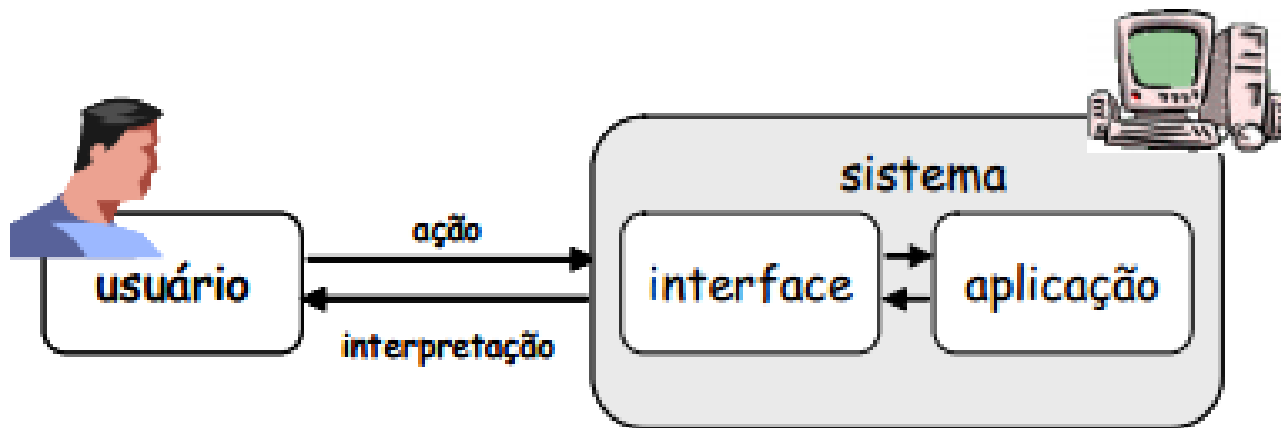 sistema
ação
usuário
interface
aplicação
interpretação